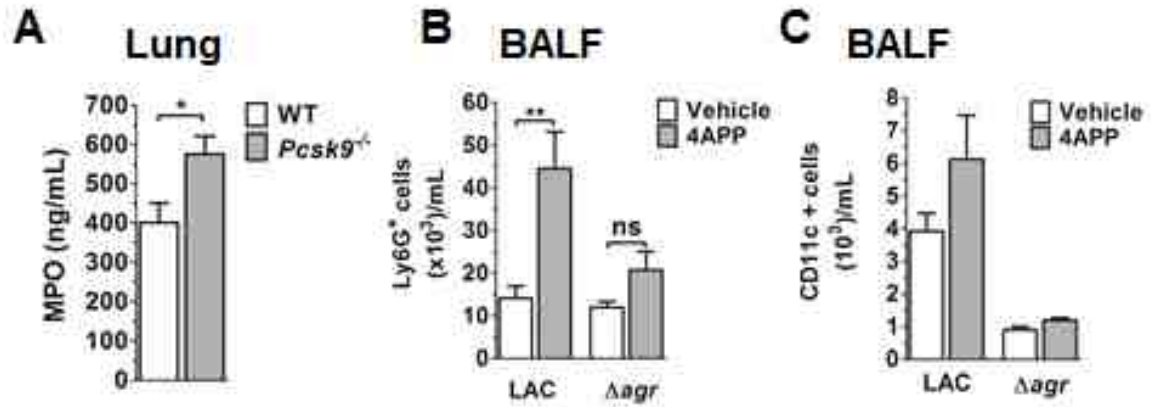 A Lung
MPO (ng/mL)
700
600
500
400
300
200
100
0
*
WT
Pcsk9-/-
B BALF
Ly6G+ cells
(x10³)/mL
60
50
40
30
20
10
0
**
ns
Vehicle
4APP
LAC Δagr
C BALF
CD11c + cells
(10³)/mL
8
7
6
5
4
3
2
1
0
Vehicle
4APP
LAC Δagr